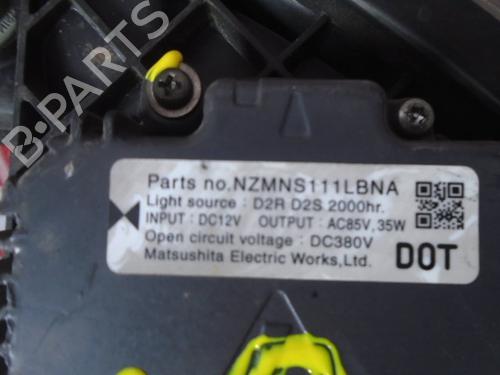 B-PARTS
Parts no.NZMNS111LBNA
Light source : D2R D2S 2000hr.
INPUT : DC12V OUTPUT : AC85V, 35W
Open circuit voltage : DC380V
Matsushita Electric Works,Ltd.
DOT